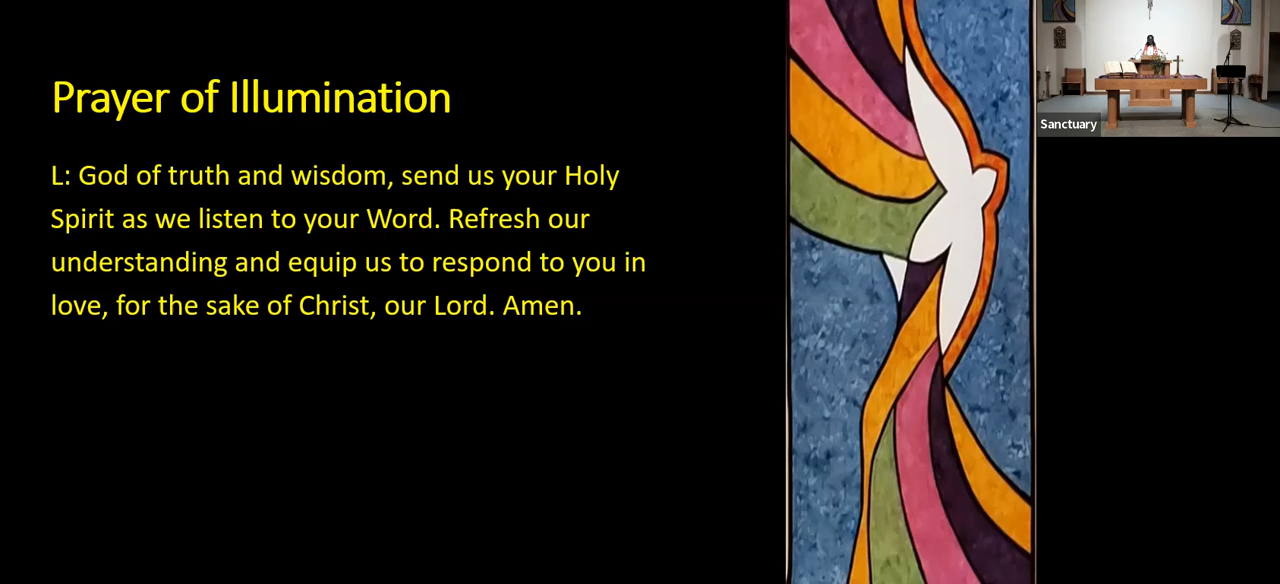 Prayer of Illumination
L: God of truth and wisdom, send us your Holy
Spirit as we listen to your Word. Refresh our
understanding and equip us to respond to you in
love, for the sake of Christ, our Lord. Amen.
Sanctuary